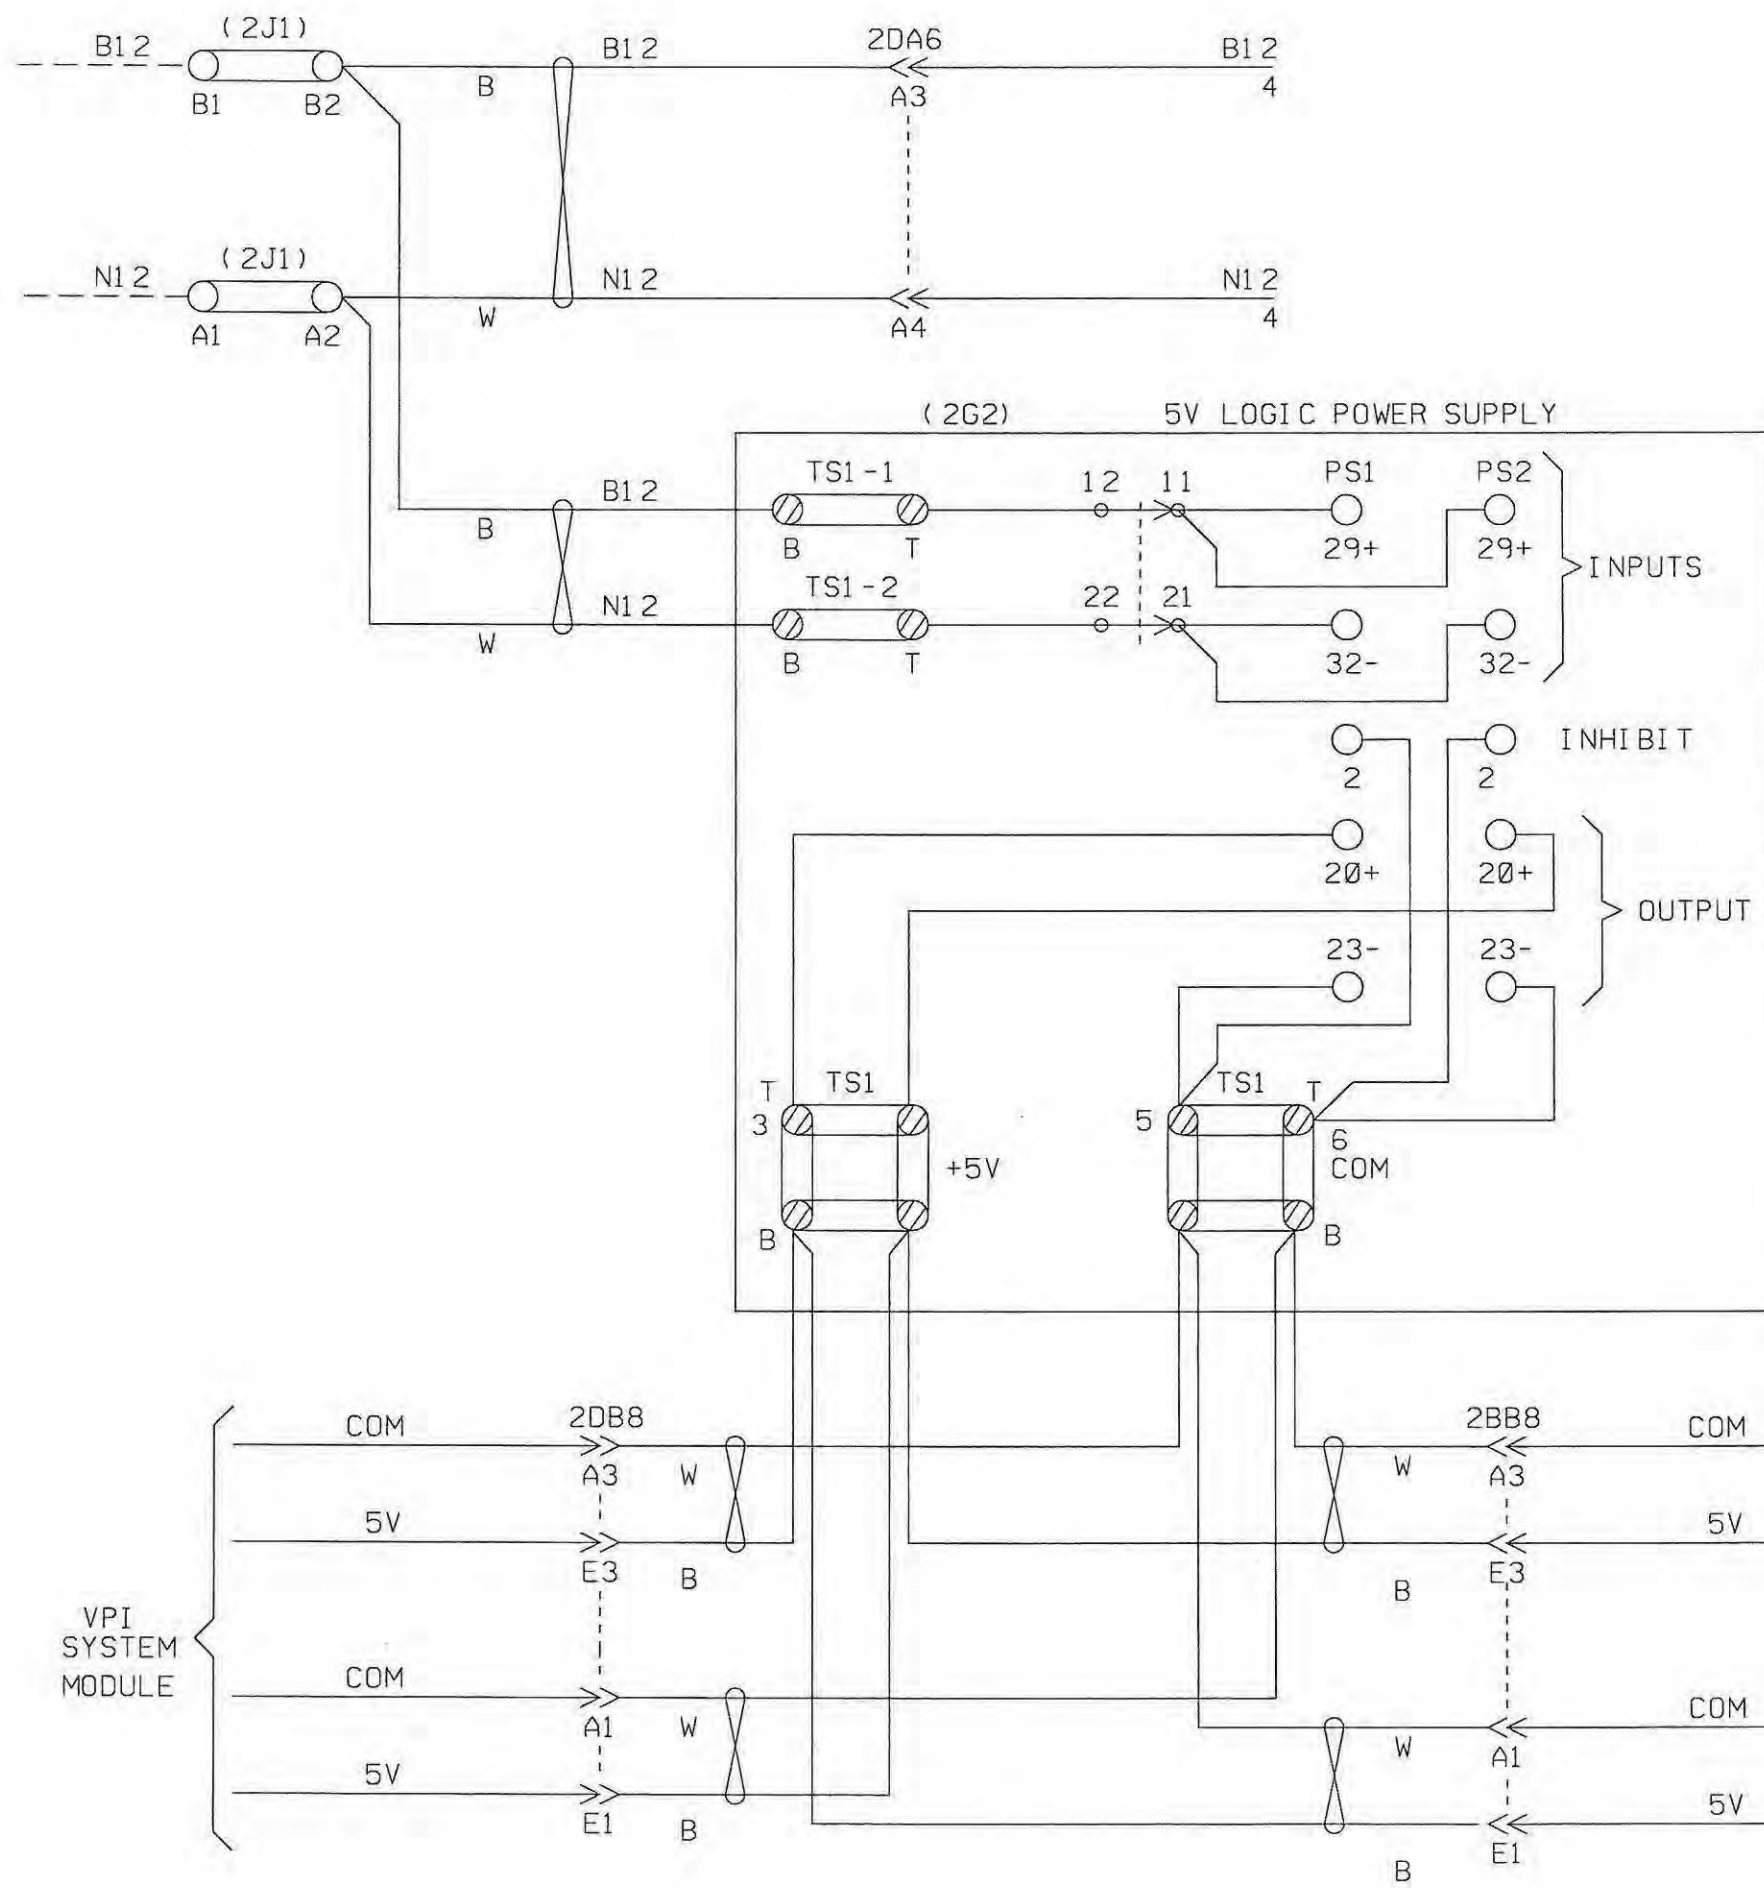 (2J1)
B12
B1
B2
B
B12
2DA6
A3
B12
4
(2J1)
N12
A1
A2
W
N12
A4
N12
4
(2G2)
5V LOGIC POWER SUPPLY
B
B12
TS1-1
B
T
12
11
PS1
29+
PS2
29+
INPUTS
W
N12
TS1-2
B
T
22
21
32-
32-
2
2
INHIBIT
20+
20+
OUTPUT
23-
23-
T
3
TS1
+5V
B
5
TS1
T
6
COM
B
COM
2DB8
A3
W
2BB8
W
A3
COM
5V
E3
B
B
E3
5V
VPI
SYSTEM
MODULE
COM
A1
W
W
A1
COM
5V
E1
B
B
E1
5V